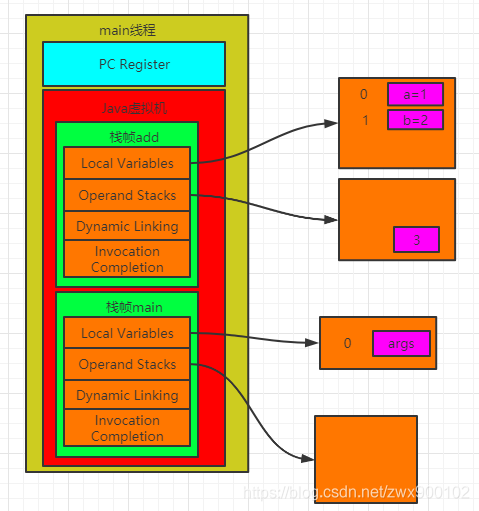 main线程
PC Register
Java虚拟机
栈帧add
Local Variables
Operand Stacks
Dynamic Linking
Invocation
Completion
栈帧main
Local Variables
Operand Stacks
Dynamic Linking
Invocation
Completion
0 a=1
1 b=2
3
0 args
https://blog.csdn.net/zwx900102